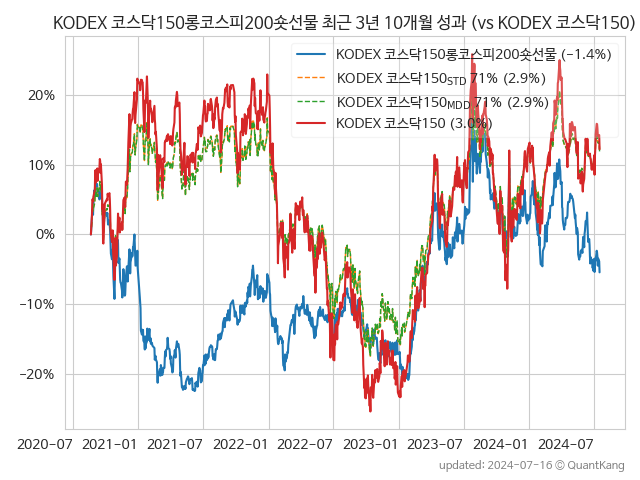 KODEX 코스닥150롱코스피200숏선물 최근 3년 10개월 성과 (vs KODEX 코스닥150)
KODEX 코스닥150롱코스피200숏선물 (−1.4%)
KODEX 코스닥150STD 71% (2.9%)
KODEX 코스닥150MDD 71% (2.9%)
KODEX 코스닥150 (3.0%)
20%
10%
0%
−10%
−20%
2020-07 2021-01 2021-07 2022-01 2022-07 2023-01 2023-07 2024-01 2024-07
updated: 2024-07-16 © QuantKang